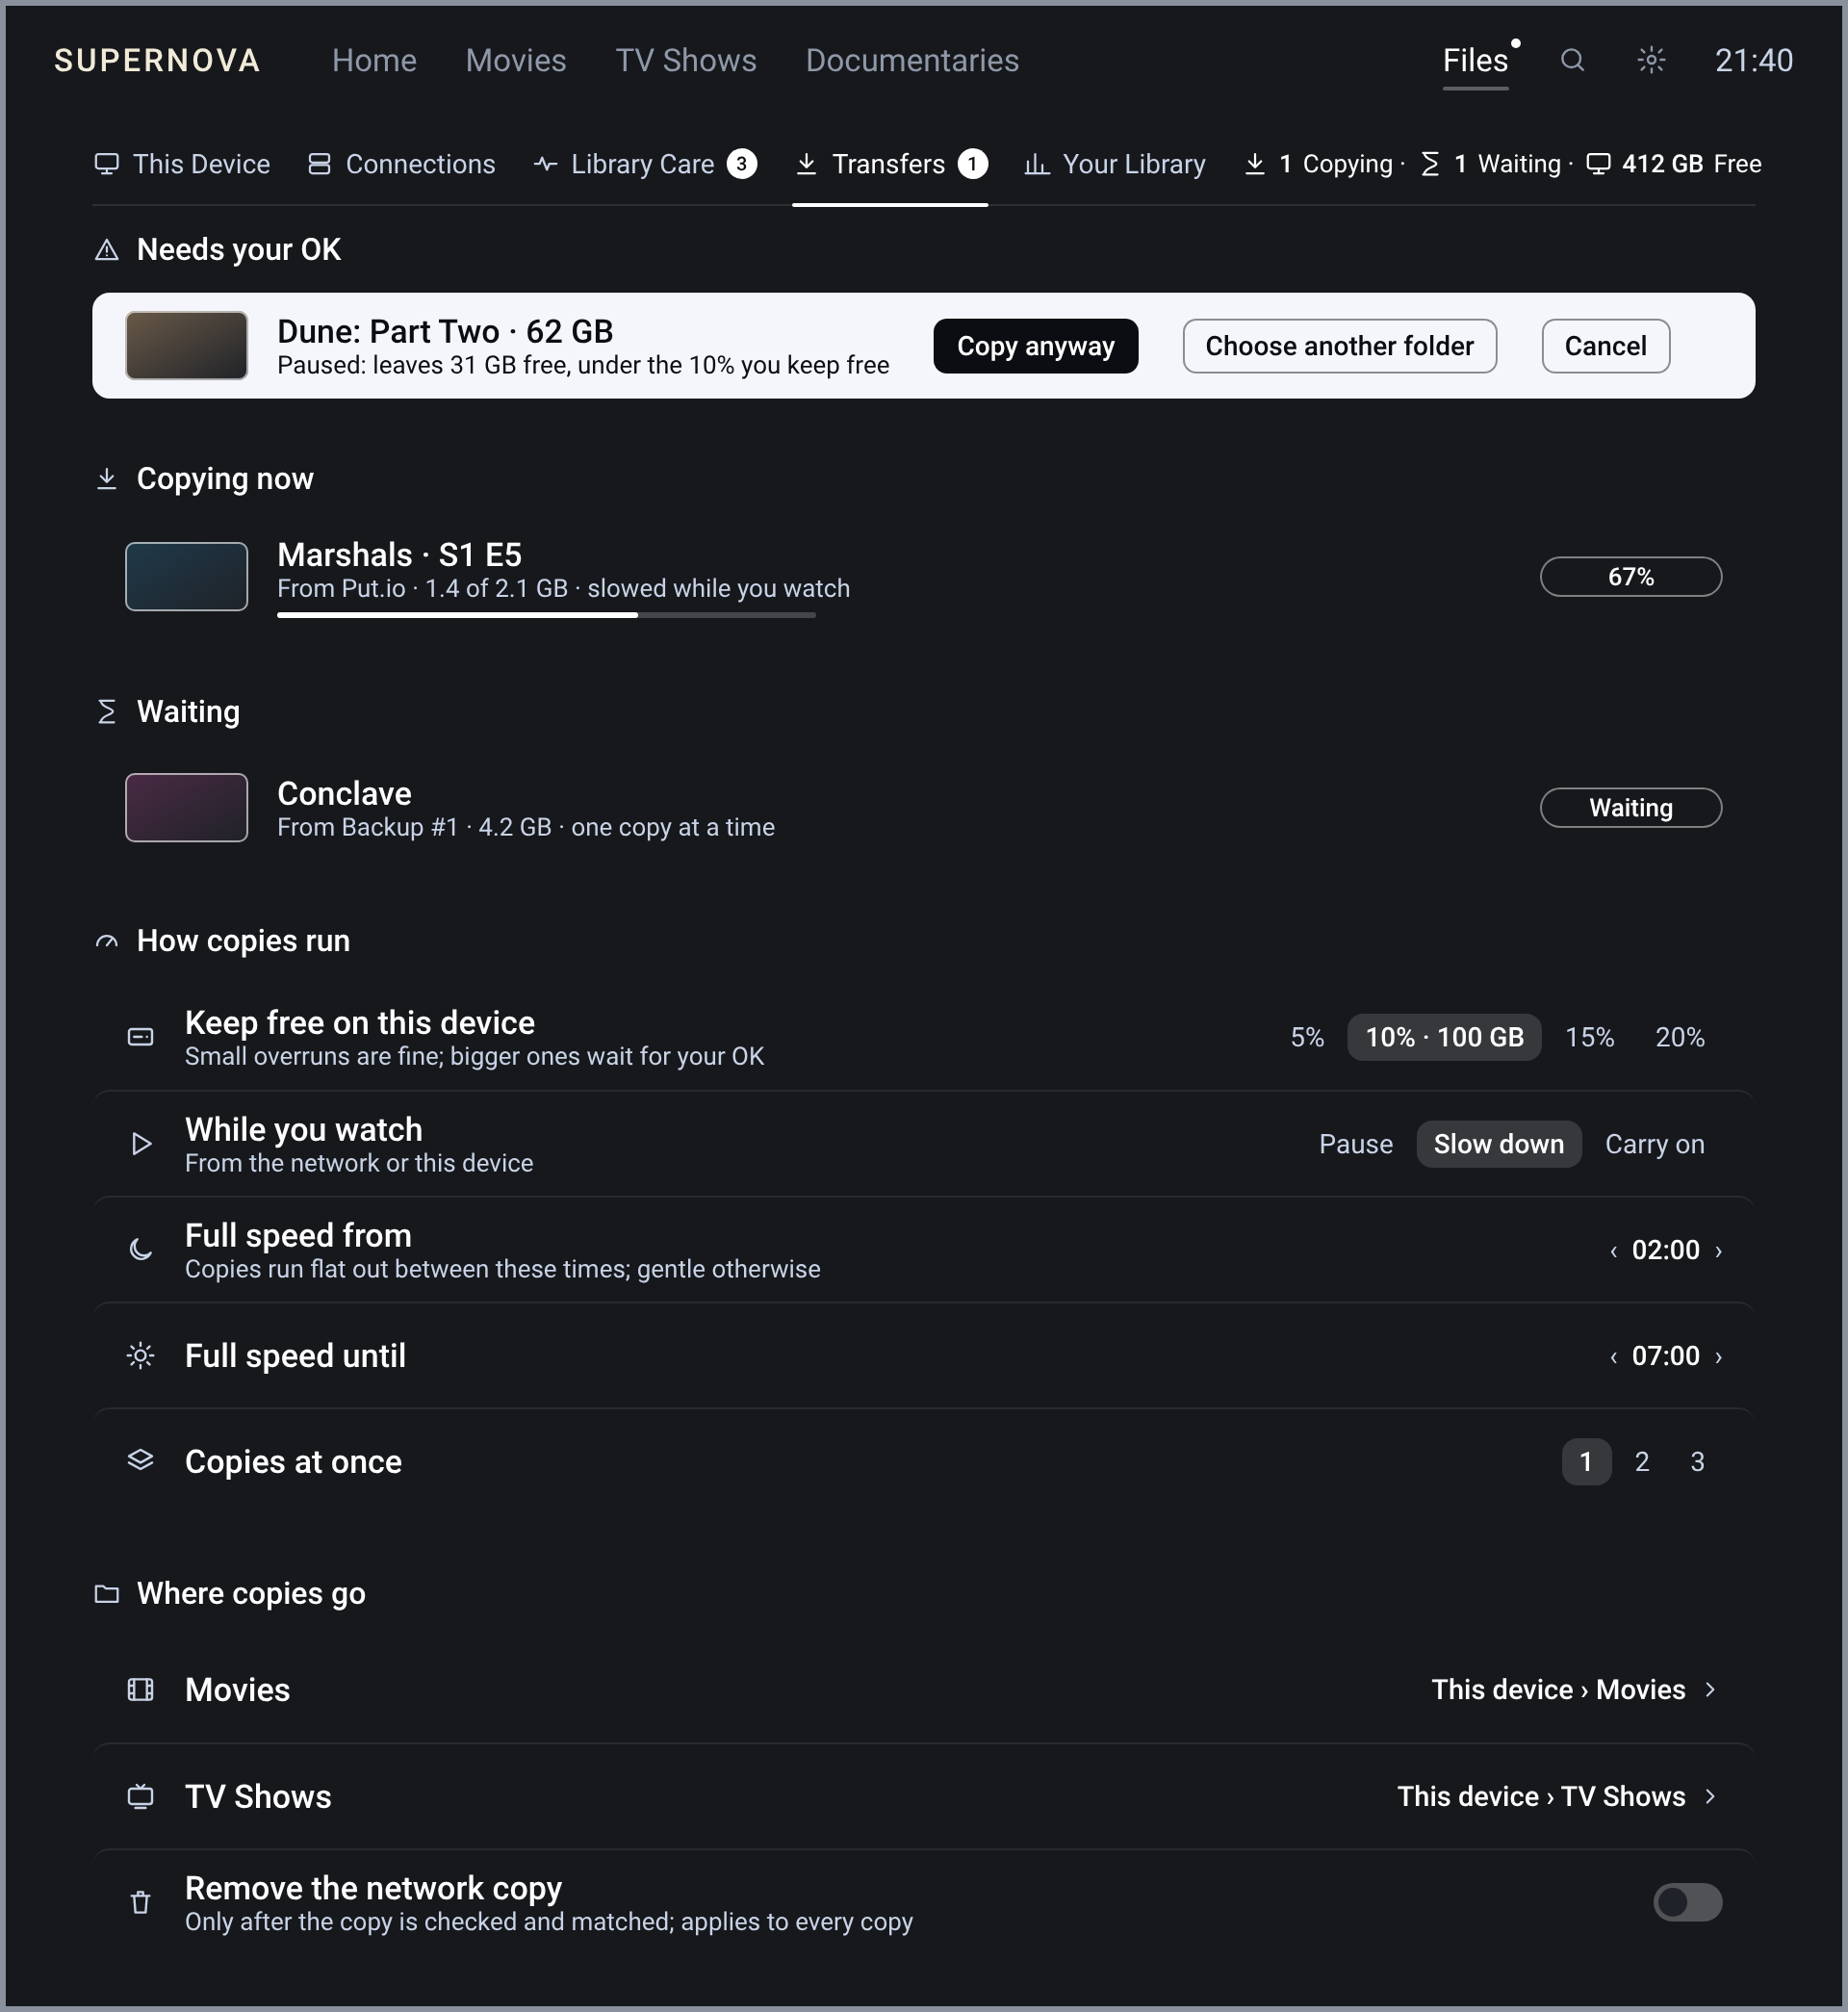 SUPERNOVA Home Movies TV Shows Documentaries Files 21:40
This Device Connections Library Care 3 Transfers 1 Your Library 1 Copying · 1 Waiting · 412 GB Free
Needs your OK
Dune: Part Two · 62 GB
Paused: leaves 31 GB free, under the 10% you keep free
Copy anyway Choose another folder Cancel
Copying now
Marshals · S1 E5
From Put.io · 1.4 of 2.1 GB · slowed while you watch
67%
Waiting
Conclave
From Backup #1 · 4.2 GB · one copy at a time
Waiting
How copies run
Keep free on this device
Small overruns are fine; bigger ones wait for your OK
5% 10% · 100 GB 15% 20%
While you watch
From the network or this device
Pause Slow down Carry on
Full speed from
Copies run flat out between these times; gentle otherwise
‹ 02:00 ›
Full speed until
‹ 07:00 ›
Copies at once
1 2 3
Where copies go
Movies
This device › Movies ›
TV Shows
This device › TV Shows ›
Remove the network copy
Only after the copy is checked and matched; applies to every copy